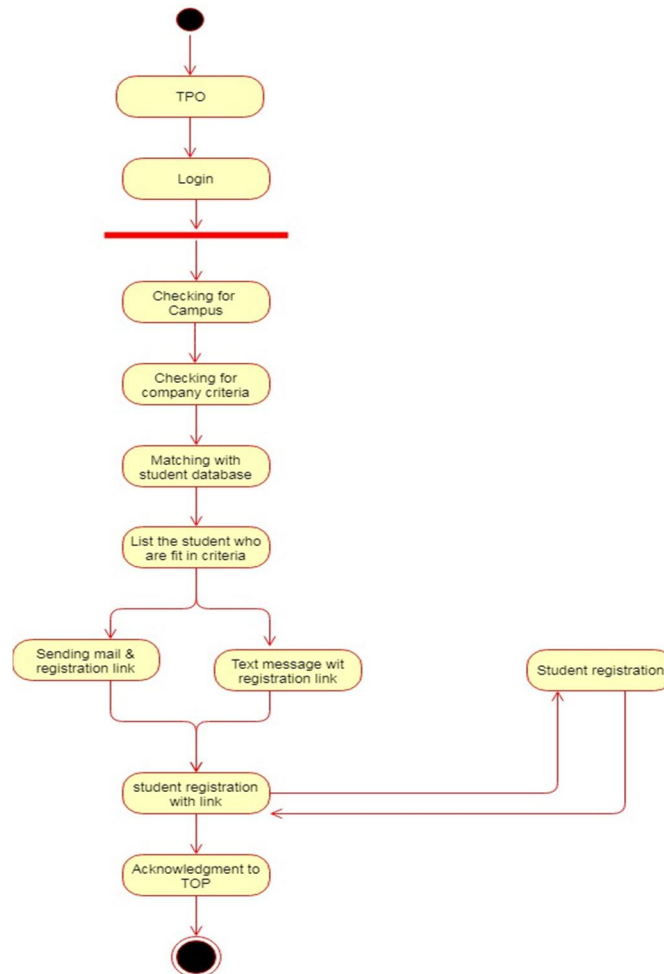 TPO
Login
Checking for
Campus
Checking for
company criteria
Matching with
student database
List the student who
are fit in criteria
Sending mail &
registration link
Text message wit
registration link
Student registration
student registration
with link
Acknowledgment to
TOP